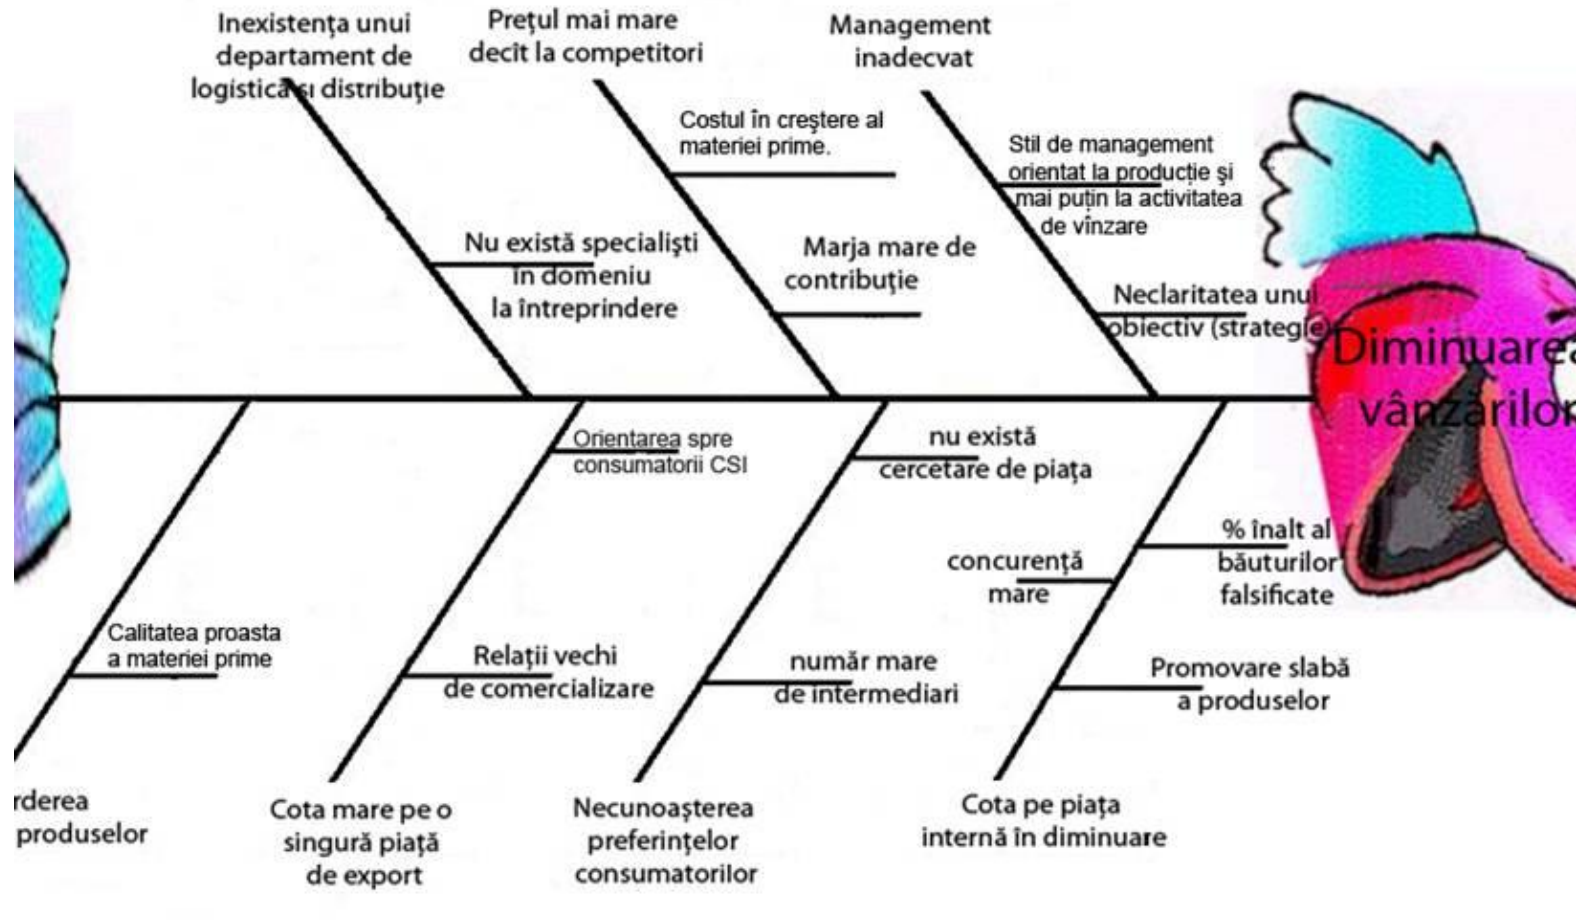 Inexistența unui
departament de
logistică și distribuție
Prețul mai mare
decît la competitori
Management
inadecvat
Costul în creştere al
materiei prime.
Stil de management
orientat la producție şi
mai puțin la activitatea
de vînzare
Nu există specialişti
în domeniu
la întreprindere
Marja mare de
contribuție
Neclaritatea unui
obiectiv (strategie)
Diminuarea
vânzărilor
Orientarea spre
consumatorii CSI
nu există
cercetare de piața
% înalt al
băuturilor
falsificate
concurență
mare
Calitatea proasta
a materiei prime
Relații vechi
de comercializare
număr mare
de intermediari
Promovare slabă
a produselor
rderea
produselor
Cota mare pe o
singură piață
de export
Necunoașterea
preferințelor
consumatorilor
Cota pe piața
internă în diminuare